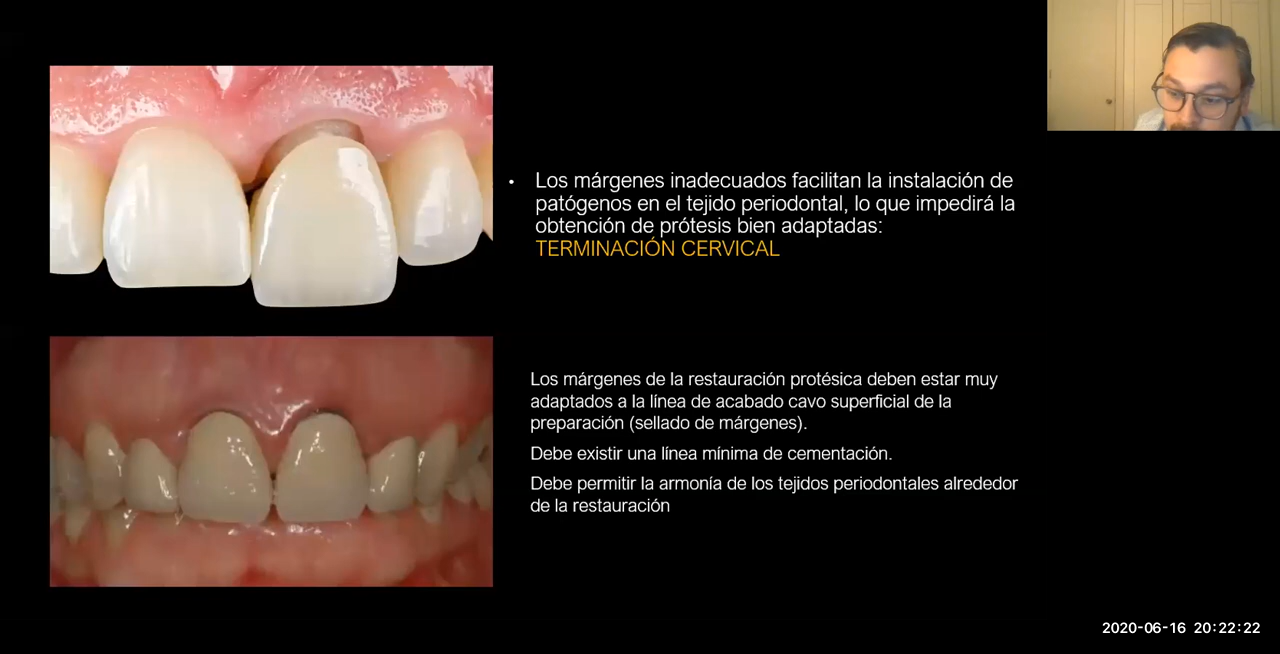 • Los márgenes inadecuados facilitan la instalación de
patógenos en el tejido periodontal, lo que impedirá la
obtención de prótesis bien adaptadas:
TERMINACIÓN CERVICAL
Los márgenes de la restauración protésica deben estar muy
adaptados a la línea de acabado cavo superficial de la
preparación (sellado de márgenes).
Debe existir una línea mínima de cementación.
Debe permitir la armonía de los tejidos periodontales alrededor
de la restauración
2020-06-16 20:22:22